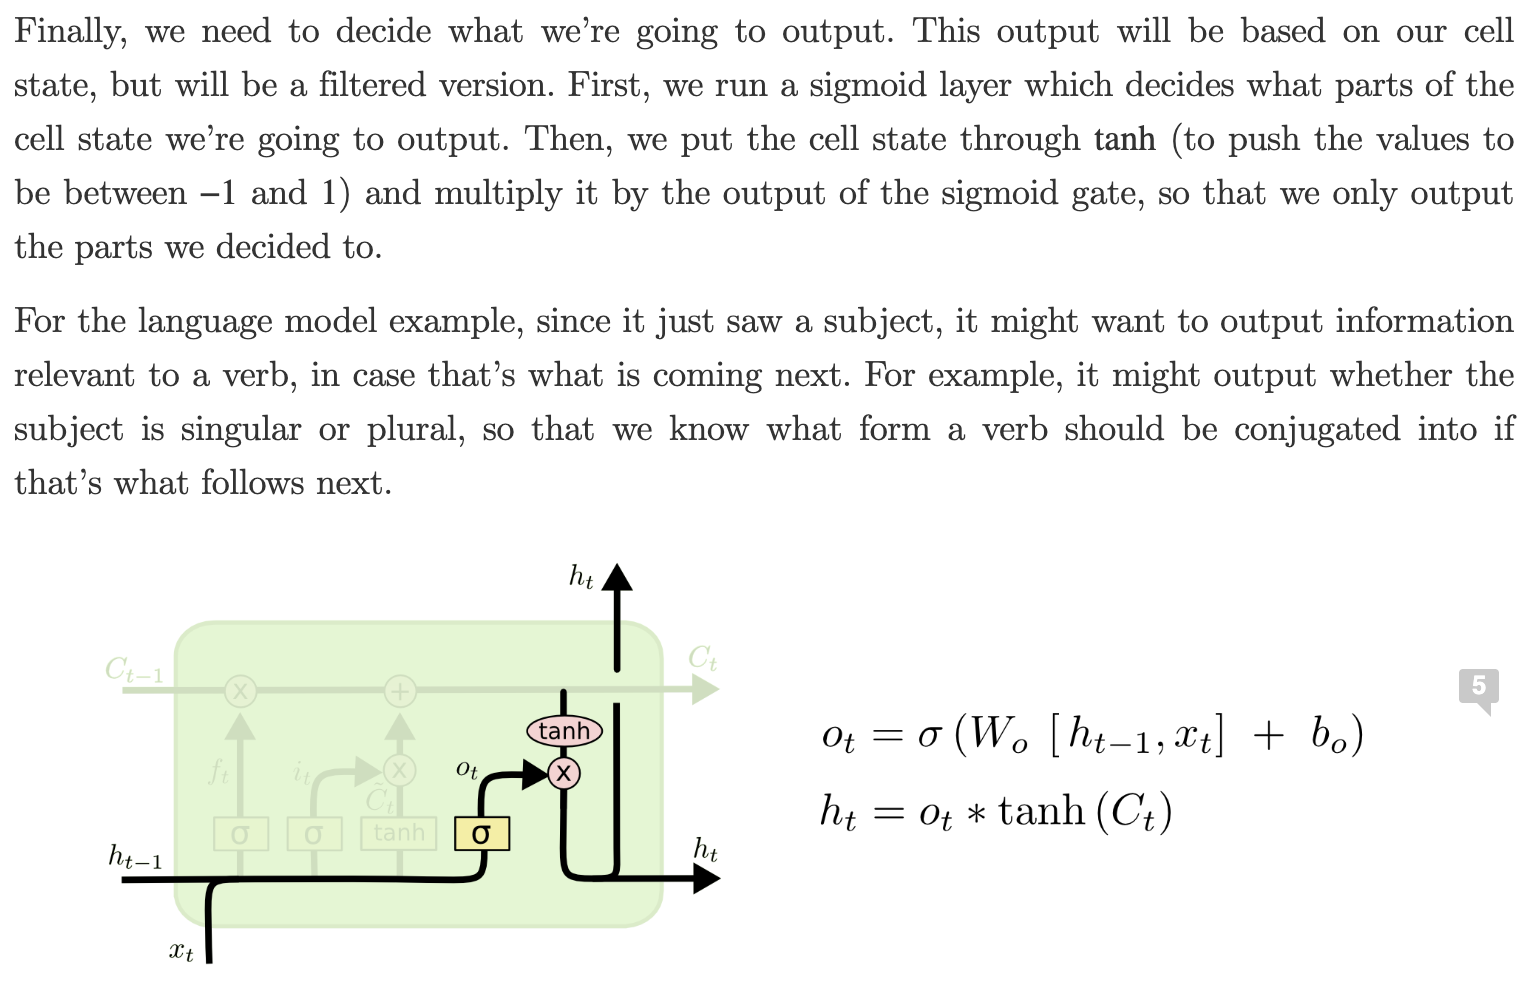 Finally, we need to decide what we’re going to output. This output will be based on our cell
state, but will be a filtered version. First, we run a sigmoid layer which decides what parts of the
cell state we’re going to output. Then, we put the cell state through tanh (to push the values to
be between −1 and 1) and multiply it by the output of the sigmoid gate, so that we only output
the parts we decided to.
For the language model example, since it just saw a subject, it might want to output information
relevant to a verb, in case that’s what is coming next. For example, it might output whether the
subject is singular or plural, so that we know what form a verb should be conjugated into if
that’s what follows next.
h_t
C_{t−1}
C_t
x
+
tanh
f_t
i_t
x
o_t
x
C̃_t
σ
σ
tanh
σ
h_{t−1}
h_t
x_t
o_t = σ (W_o [h_{t−1}, x_t] + b_o)
h_t = o_t * tanh (C_t)
5